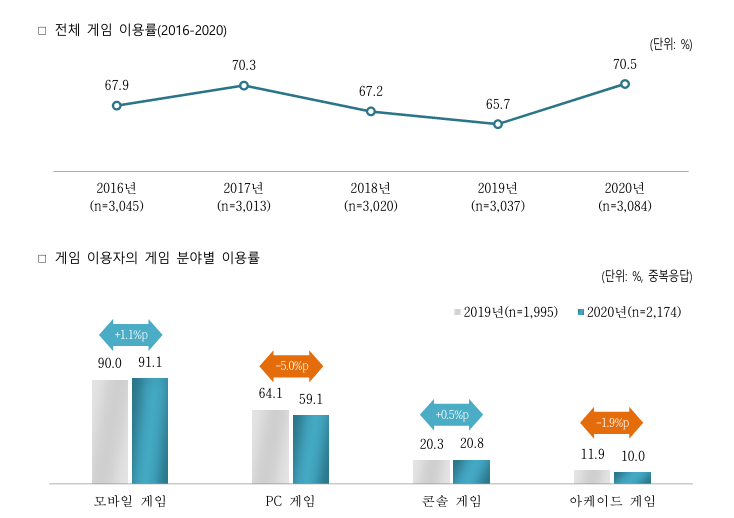 □ 전체 게임 이용률(2016-2020)
(단위: %)
67.9 70.3 67.2 65.7 70.5
2016년 2017년 2018년 2019년 2020년
(n=3,045) (n=3,013) (n=3,020) (n=3,037) (n=3,084)
□ 게임 이용자의 게임 분야별 이용률
(단위: %, 중복응답)
2019년(n=1,995) 2020년(n=2,174)
+1.1%p -5.0%p +0.5%p -1.9%p
90.0 91.1 64.1 59.1 20.3 20.8 11.9 10.0
모바일 게임 PC 게임 콘솔 게임 아케이드 게임